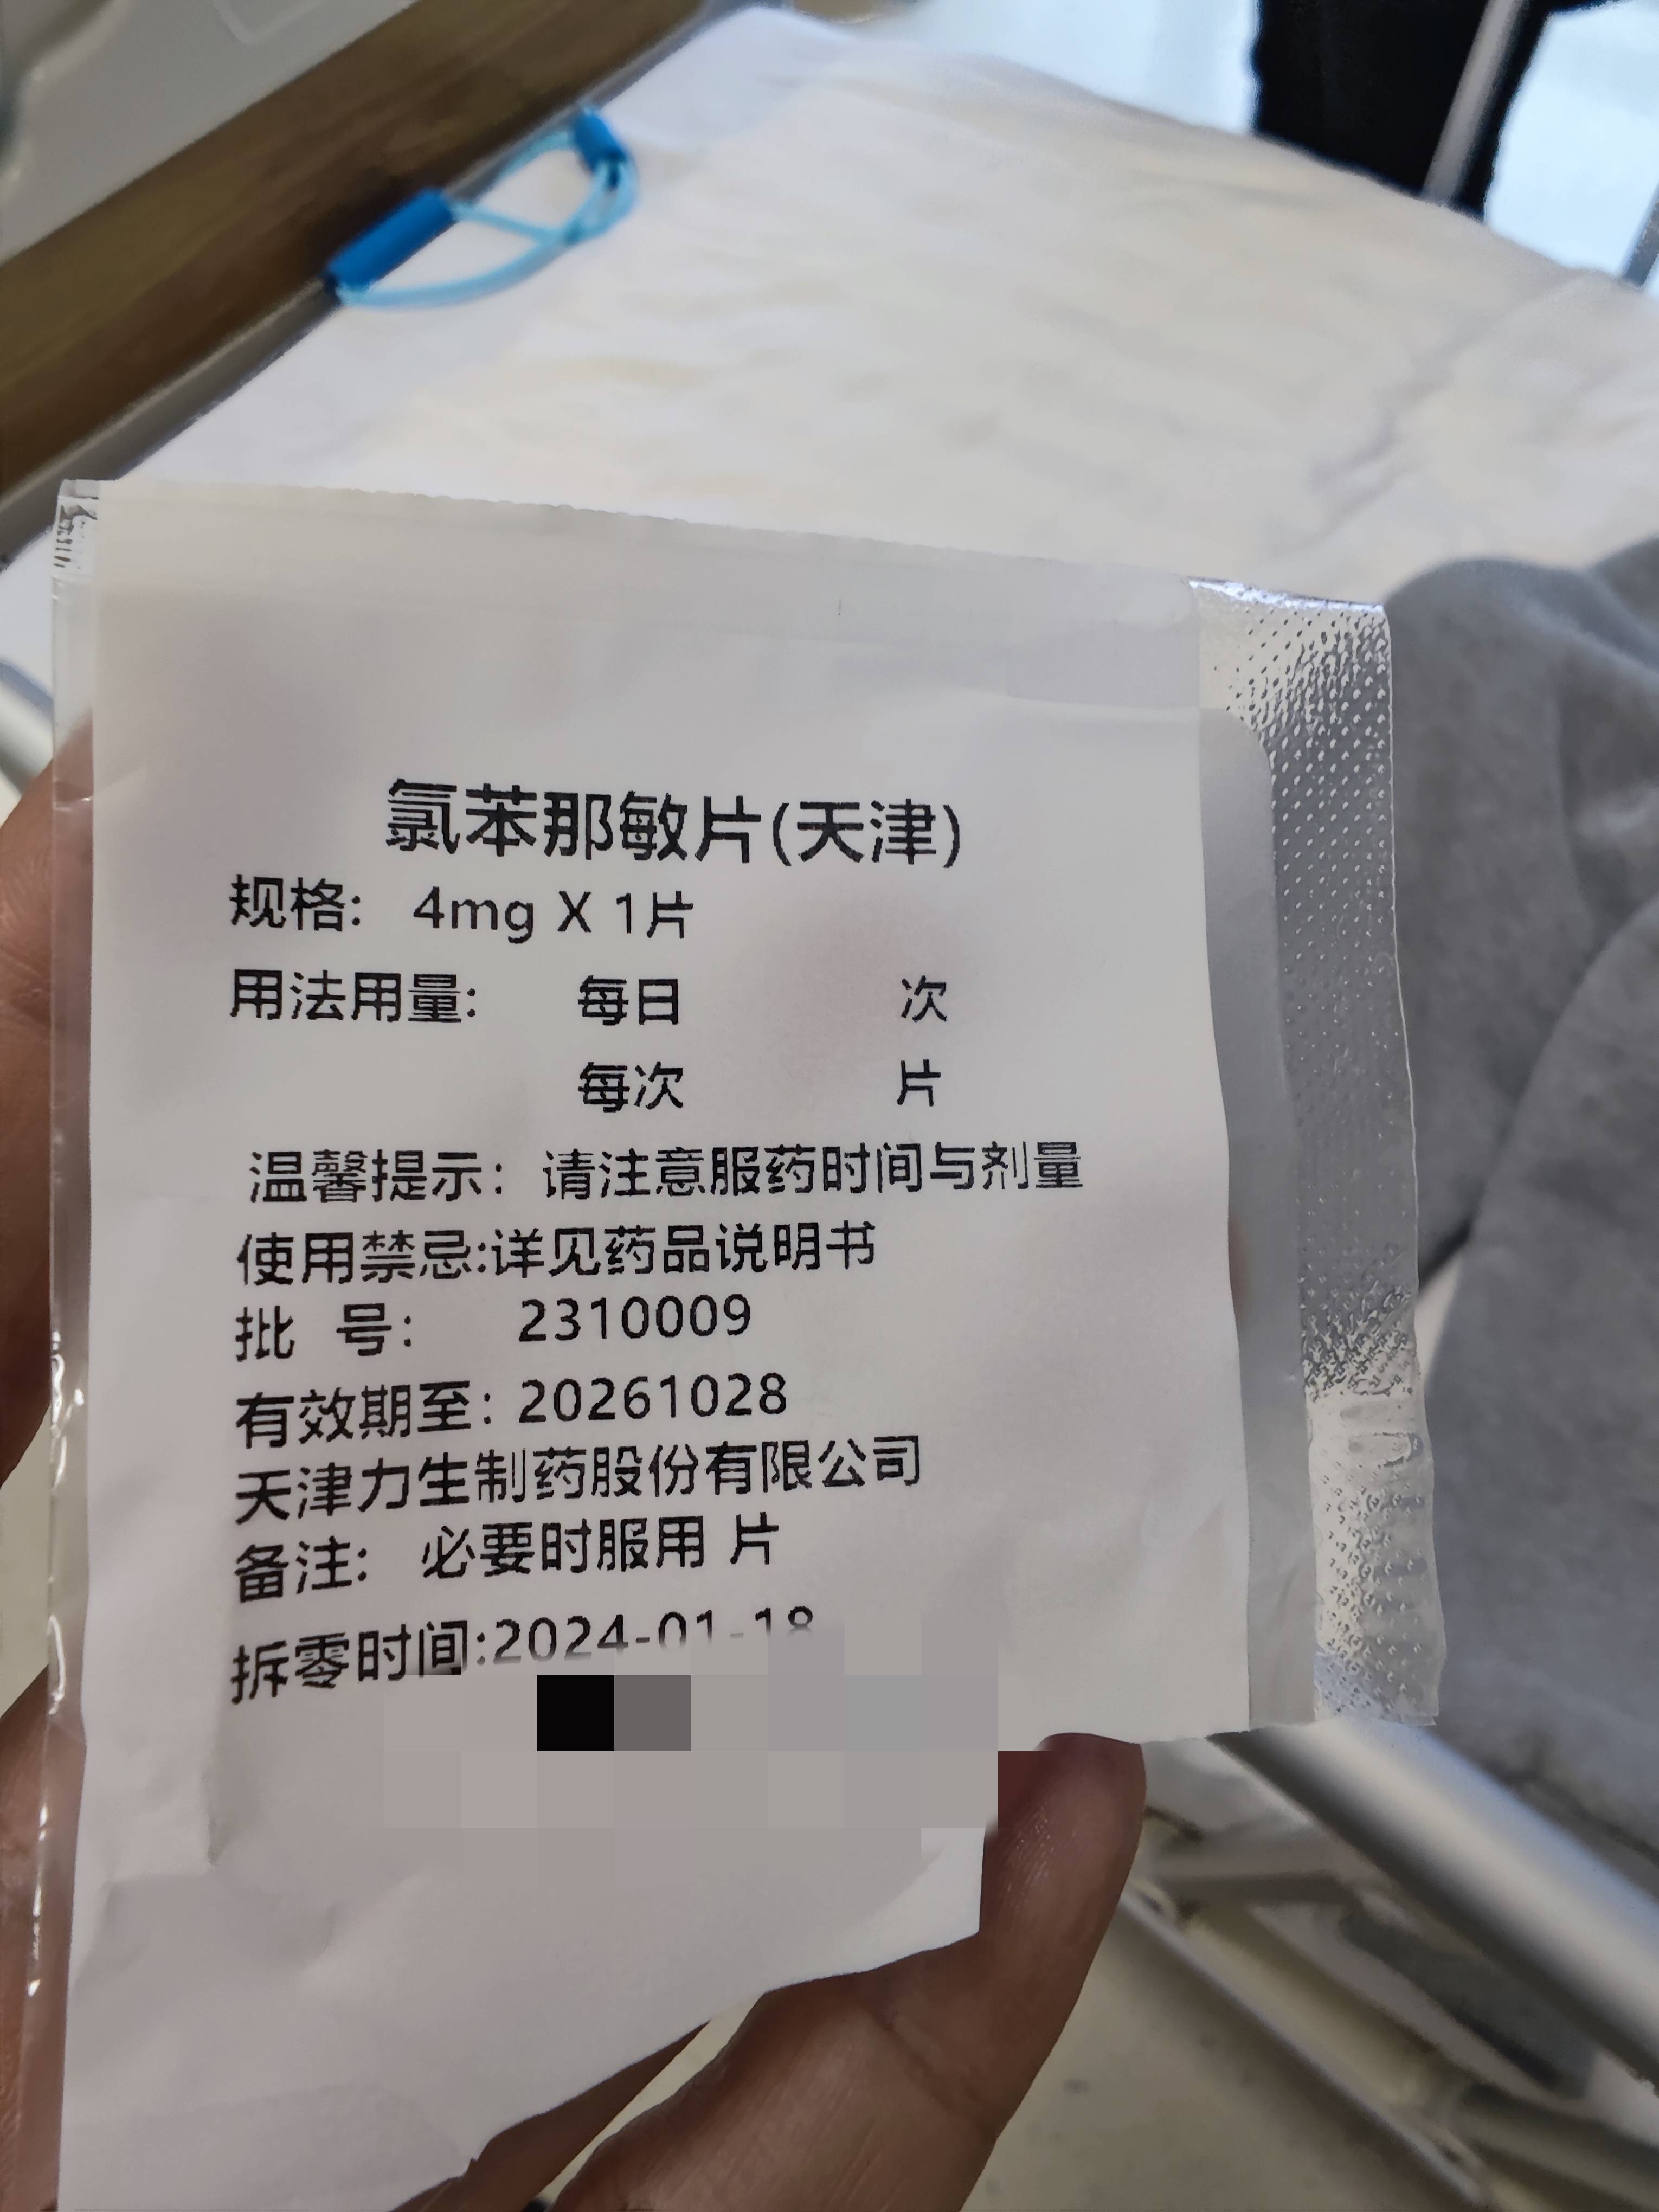 氯苯那敏片(天津)
规格: 4mg X 1片
用法用量: 每日 次
每次 片
温馨提示: 请注意服药时间与剂量
使用禁忌:详见药品说明书
批 号: 2310009
有效期至: 20261028
天津力生制药股份有限公司
备注: 必要时服用 片
拆零时间:2024-01-18